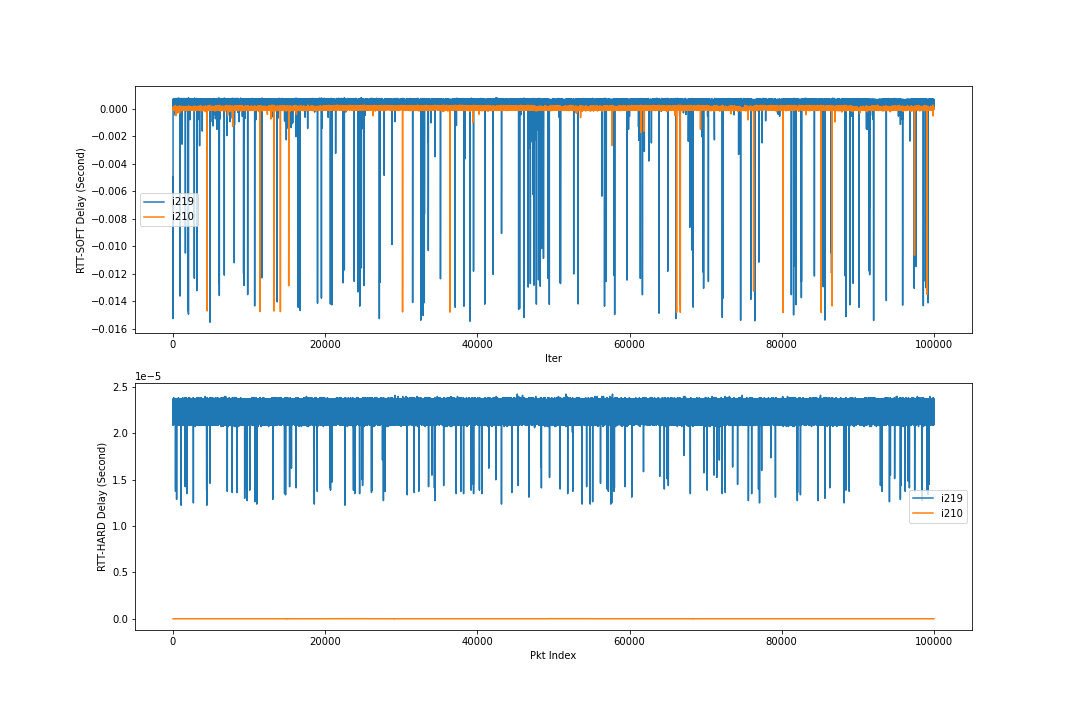 0.000
−0.002
−0.004
−0.006
−0.008
−0.010
−0.012
−0.014
−0.016
RTT-SOFT Delay (Second)
i219
i210
0 20000 40000 60000 80000 100000
Iter
1e−5
2.5
2.0
1.5
1.0
0.5
0.0
RTT-HARD Delay (Second)
i219
i210
0 20000 40000 60000 80000 100000
Pkt Index